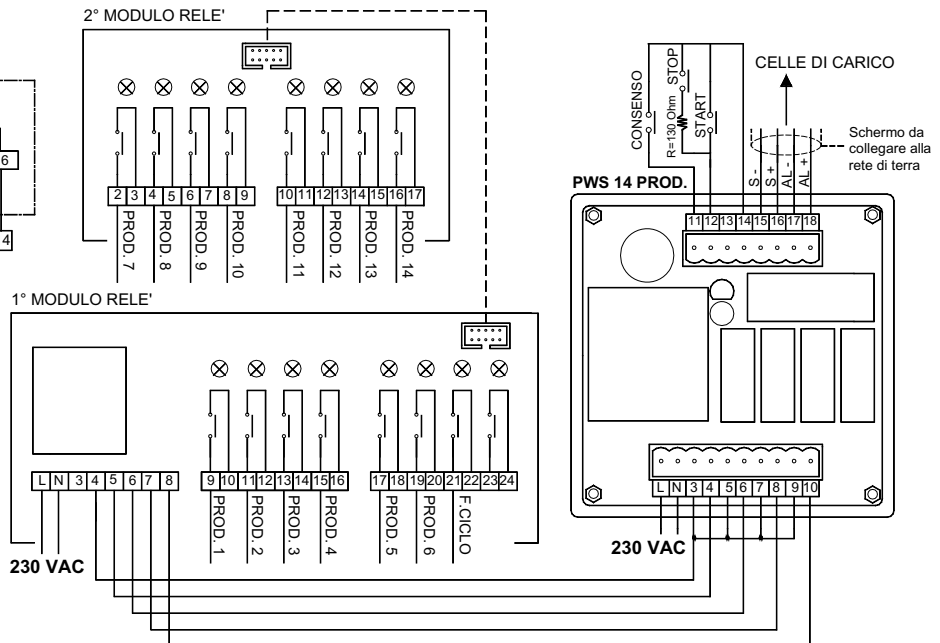 2° MODULO RELE'
6
4
2 3 4 5 6 7 8 9
10 11 12 13 14 15 16 17
PROD. 7
PROD. 8
PROD. 9
PROD. 10
PROD. 11
PROD. 12
PROD. 13
PROD. 14
CONSENSO
R=130 Ohm
STOP
START
CELLE DI CARICO
S -
S +
AL -
AL +
Schermo da
collegare alla
rete di terra
PWS 14 PROD.
11 12 13 14 15 16 17 18
1° MODULO RELE'
L N 3 4 5 6 7 8
9 10 11 12 13 14 15 16
17 18 19 20 21 22 23 24
PROD. 1
PROD. 2
PROD. 3
PROD. 4
PROD. 5
PROD. 6
F.CICLO
230 VAC
L N 3 4 5 6 7 8 9 10
230 VAC